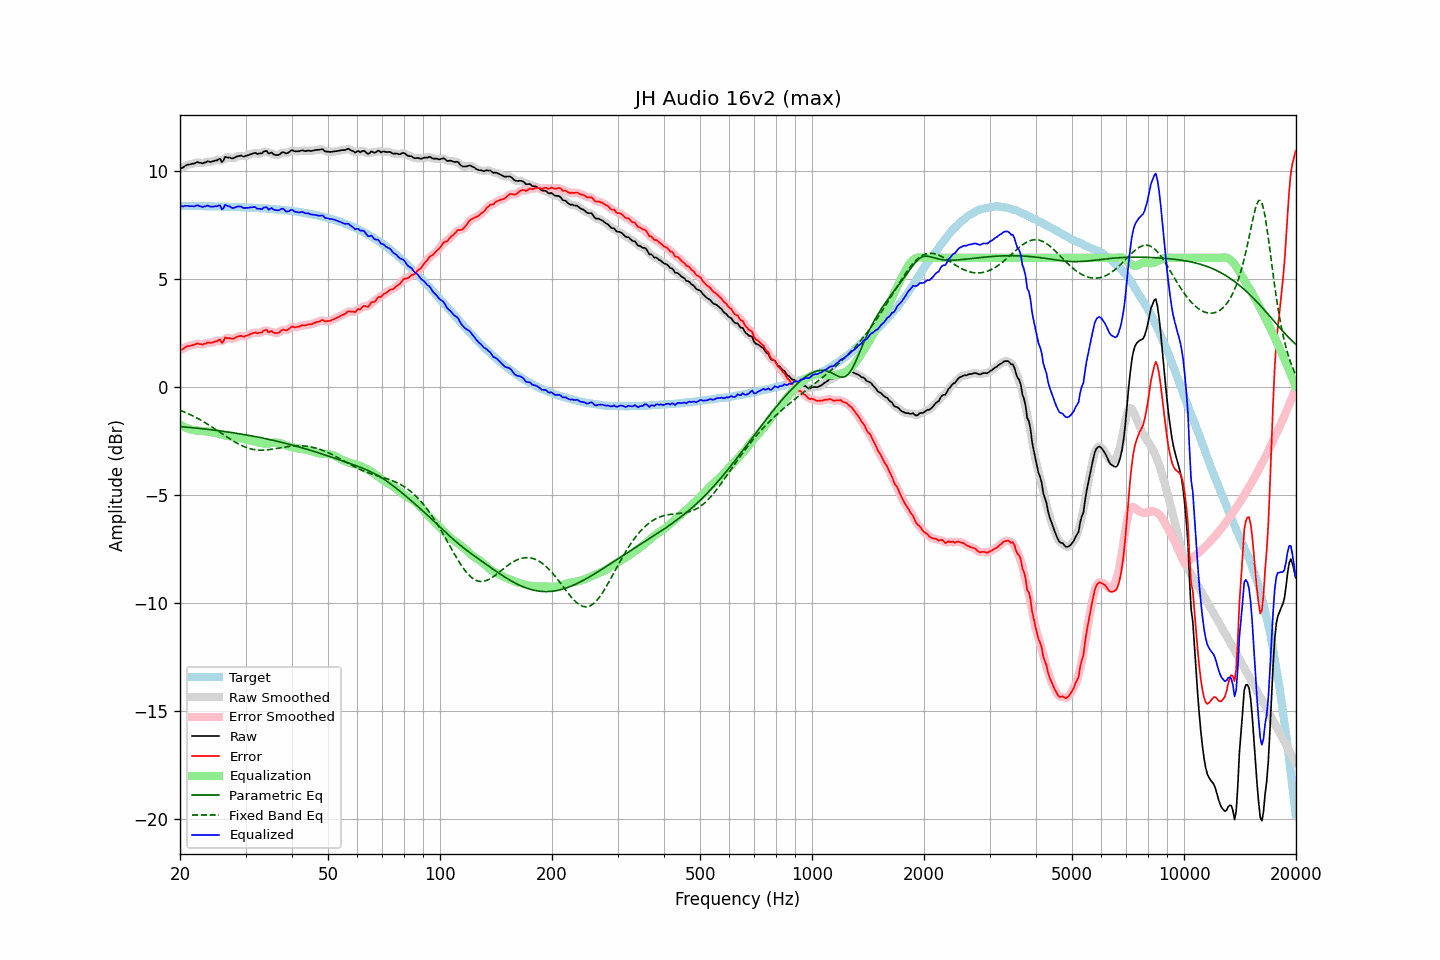 JH Audio 16v2 (max)
Amplitude (dBr)
10
5
0
−5
−10
−15
−20
Target
Raw Smoothed
Error Smoothed
Raw
Error
Equalization
Parametric Eq
Fixed Band Eq
Equalized
20 50 100 200 500 1000 2000 5000 10000 20000
Frequency (Hz)